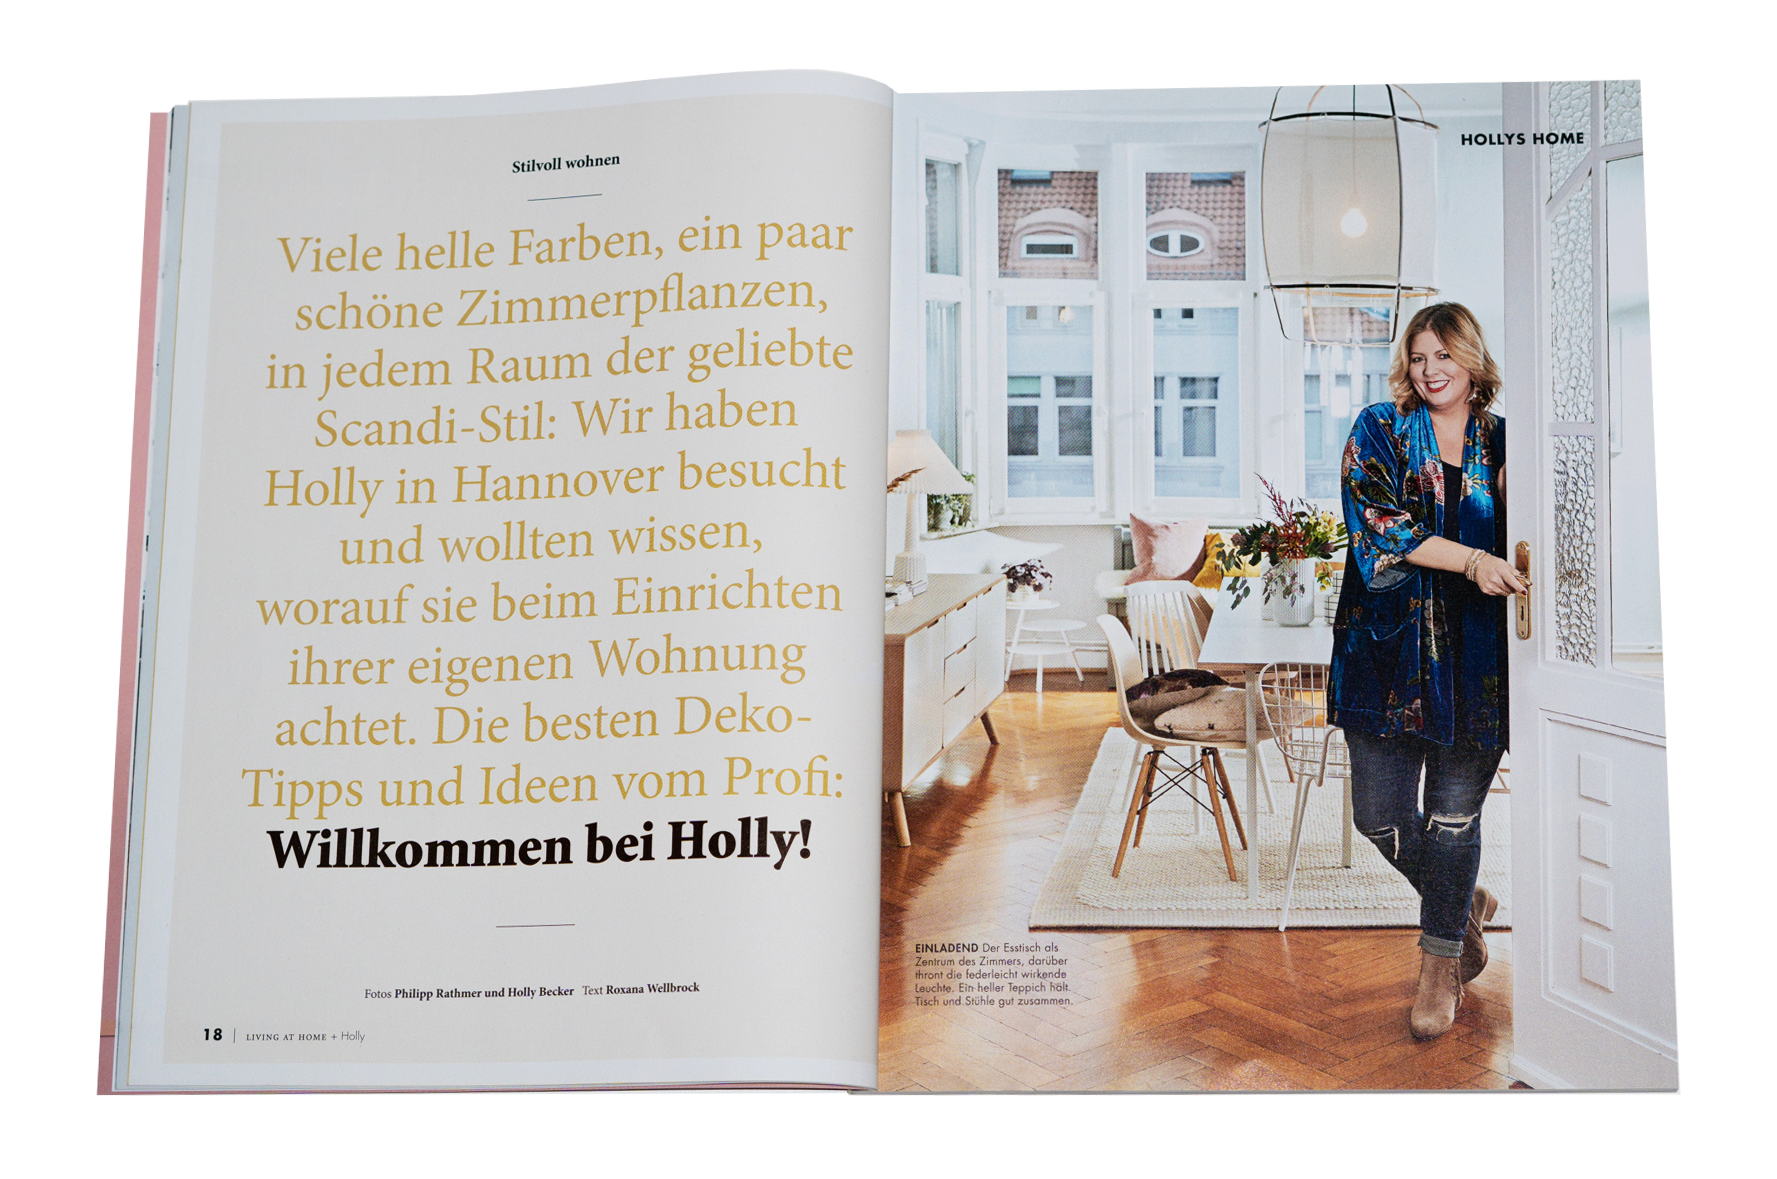 Stilvoll wohnen
Viele helle Farben, ein paar
schöne Zimmerpflanzen,
in jedem Raum der geliebte
Scandi-Stil: Wir haben
Holly in Hannover besucht
und wollten wissen,
worauf sie beim Einrichten
ihrer eigenen Wohnung
achtet. Die besten Deko-
Tipps und Ideen vom Profi:
Willkommen bei Holly!
Fotos Philipp Rathmer und Holly Becker Text Roxana Wellbrock
18 | LIVING AT HOME + Holly
HOLLYS HOME
EINLADEND Der Esstisch als
Zentrum des Zimmers, darüber
thront die federleicht wirkende
Leuchte. Ein heller Teppich hält
Tisch und Stühle gut zusammen.